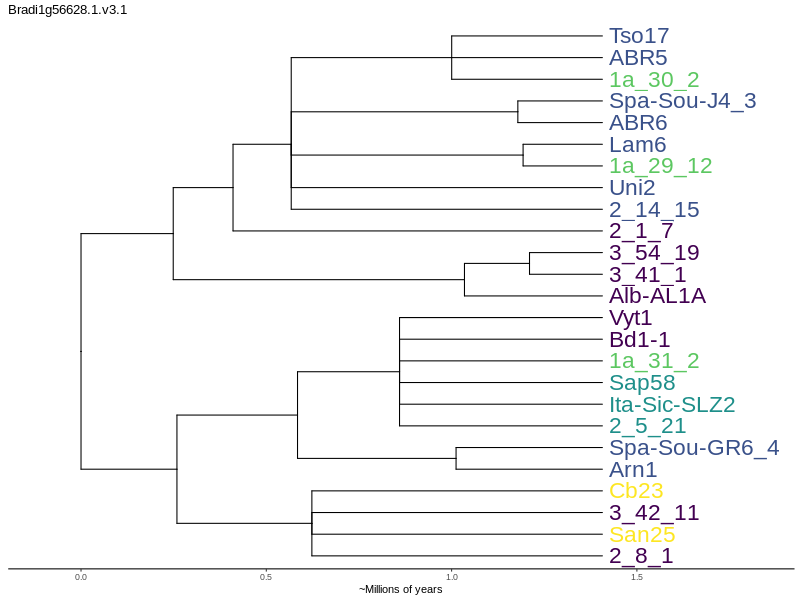 Bradi1g56628.1.v3.1
Tso17
ABR5
1a_30_2
Spa-Sou-J4_3
ABR6
Lam6
1a_29_12
Uni2
2_14_15
2_1_7
3_54_19
3_41_1
Alb-AL1A
Vyt1
Bd1-1
1a_31_2
Sap58
Ita-Sic-SLZ2
2_5_21
Spa-Sou-GR6_4
Arn1
Cb23
3_42_11
San25
2_8_1
0.0 0.5 1.0 1.5
~Millions of years